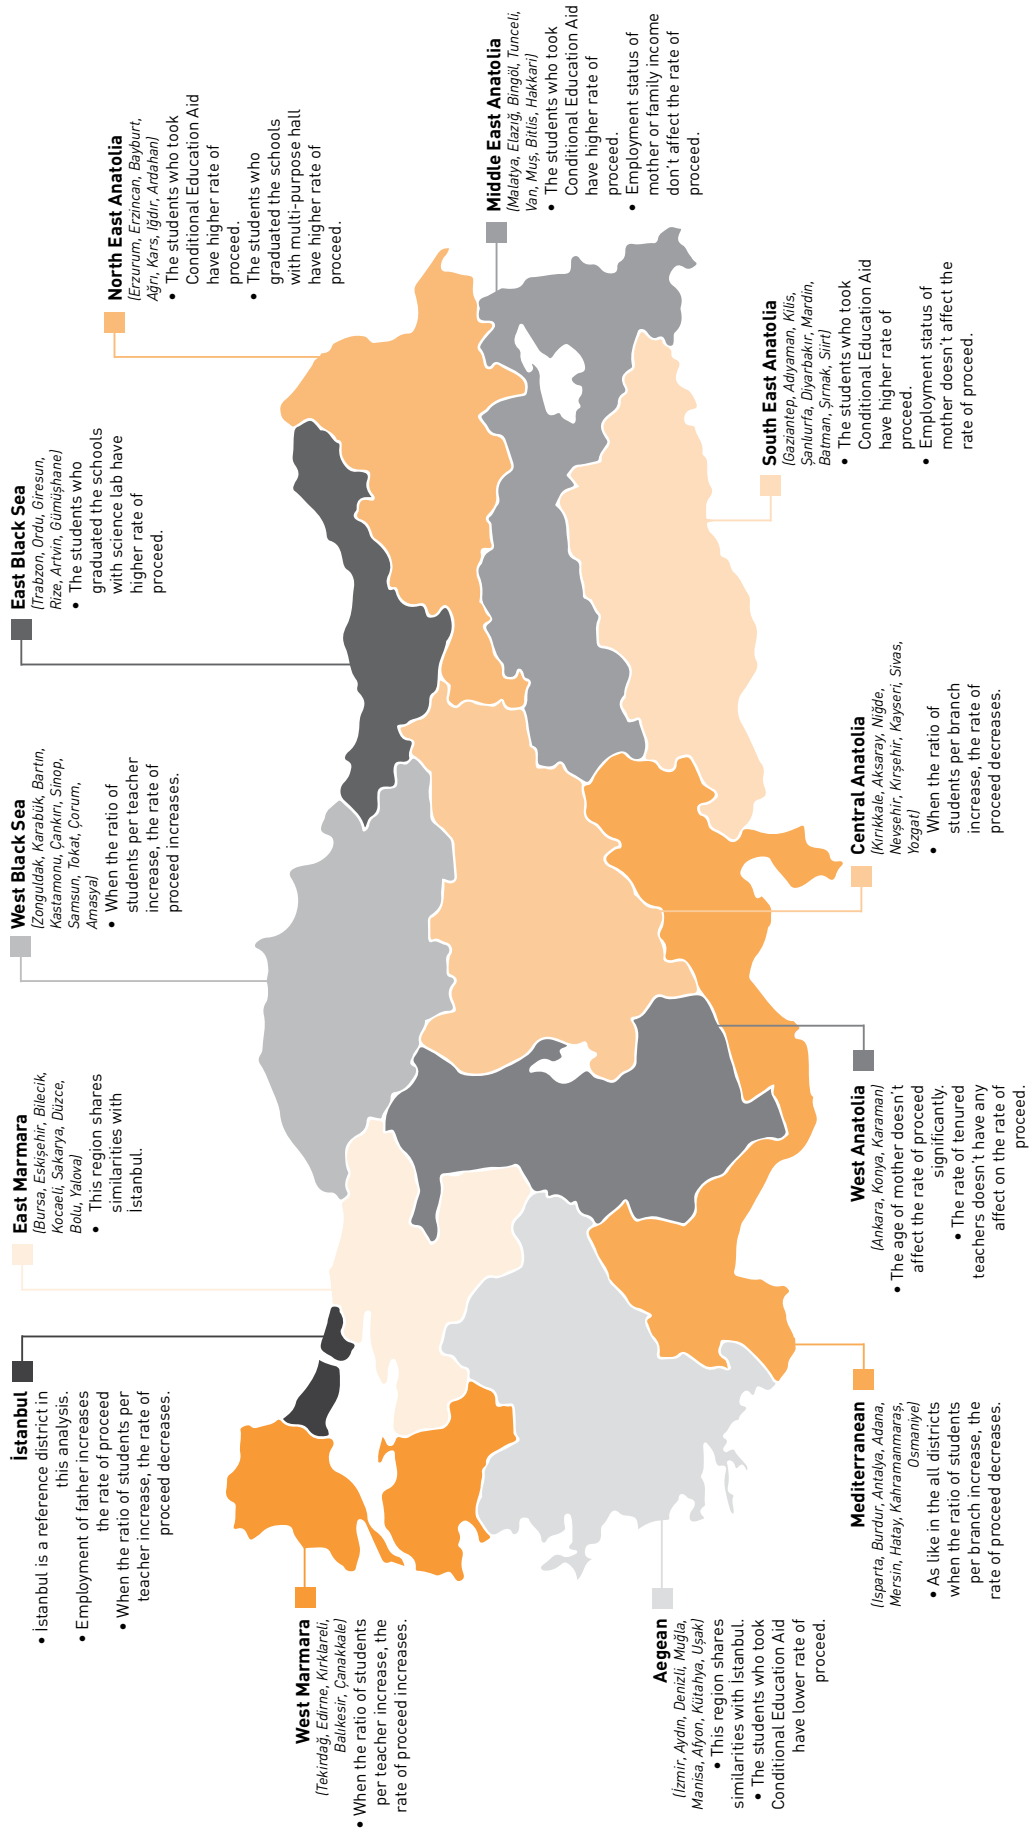 İstanbul
• İstanbul is a reference district in
this analysis.
• Employment of father increases
the rate of proceed
• When the ratio of students per
teacher increase, the rate of
proceed decreases.
East Marmara
(Bursa, Eskişehir, Bilecik,
Kocaeli, Sakarya, Düzce,
Bolu, Yalova)
• This region shares
similarities with
İstanbul.
West Black Sea
(Zonguldak, Karabük, Bartın,
Kastamonu, Çankırı, Sinop,
Samsun, Tokat, Çorum,
Amasya)
• When the ratio of
students per teacher
increase, the rate of
proceed increases.
East Black Sea
(Trabzon, Ordu, Giresun,
Rize, Artvin, Gümüşhane)
• The students who
graduated the schools
with science lab have
higher rate of
proceed.
North East Anatolia
(Erzurum, Erzincan, Bayburt,
Ağrı, Kars, Iğdır, Ardahan)
• The students who took
Conditional Education Aid
have higher rate of
proceed.
• The students who
graduated the schools
with multi-purpose hall
have higher rate of
proceed.
West Marmara
(Tekirdağ, Edirne, Kırklareli,
Balıkesir, Çanakkale)
• When the ratio of students
per teacher increase, the
rate of proceed increases.
Middle East Anatolia
(Malatya, Elazığ, Bingöl, Tunceli,
Van, Muş, Bitlis, Hakkari)
• The students who took
Conditional Education Aid
have higher rate of
proceed.
• Employment status of
mother or family income
don't affect the rate of
proceed.
Aegean
(İzmir, Aydın, Denizli, Muğla,
Manisa, Afyon, Kütahya, Uşak)
• This region shares
similarities with İstanbul.
• The students who took
Conditional Education Aid
have lower rate of
proceed.
South East Anatolia
(Gaziantep, Adıyaman, Kilis,
Şanlıurfa, Diyarbakır, Mardin,
Batman, Şırnak, Siirt)
• The students who took
Conditional Education Aid
have higher rate of
proceed.
• Employment status of
mother doesn't affect the
rate of proceed.
Mediterranean
(Isparta, Burdur, Antalya, Adana,
Mersin, Hatay, Kahramanmaraş,
Osmaniye)
• As like in the all districts
when the ratio of students
per branch increase, the
rate of proceed decreases.
West Anatolia
(Ankara, Konya, Karaman)
• The age of mother doesn't
affect the rate of proceed
significantly.
• The rate of tenured
teachers doesn't have any
affect on the rate of
proceed.
Central Anatolia
(Kırıkkale, Aksaray, Niğde,
Nevşehir, Kırşehir, Kayseri, Sivas,
Yozgat)
• When the ratio of
students per branch
increase, the rate of
proceed decreases.